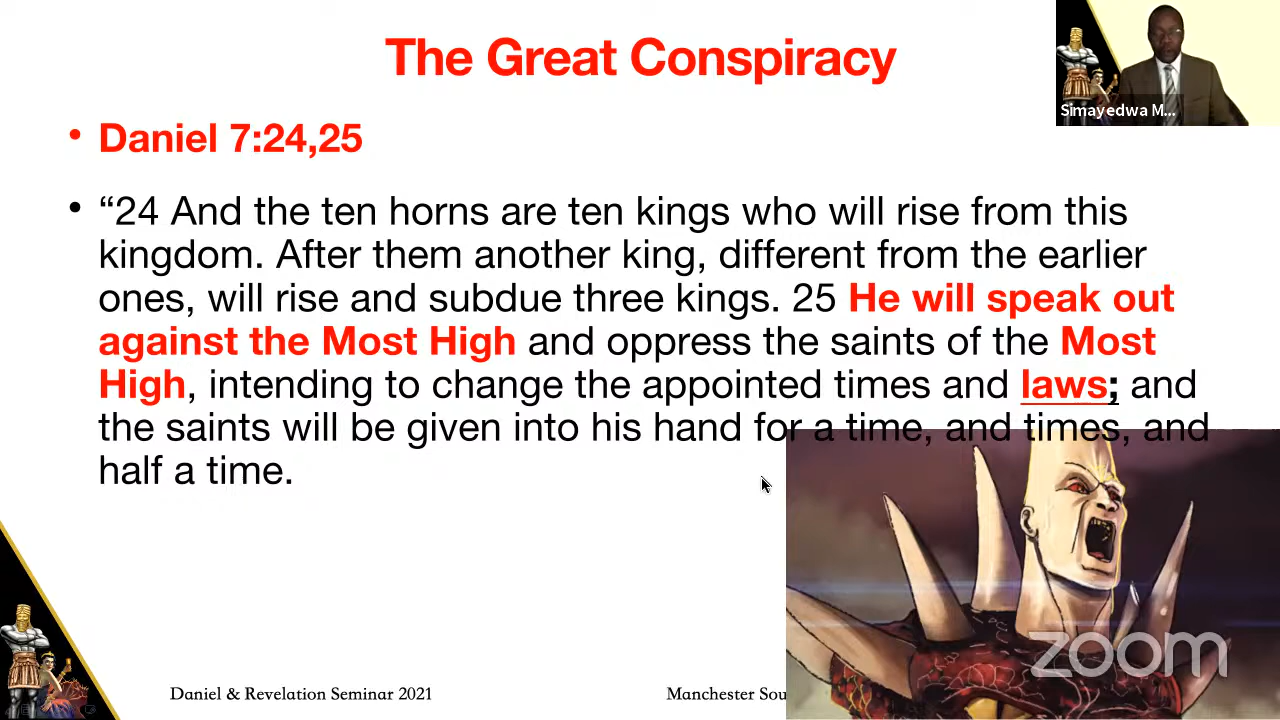 The Great Conspiracy
Simayedwa M...
• Daniel 7:24,25
• “24 And the ten horns are ten kings who will rise from this
kingdom. After them another king, different from the earlier
ones, will rise and subdue three kings. 25 He will speak out
against the Most High and oppress the saints of the Most
High, intending to change the appointed times and laws; and
the saints will be given into his hand for a time, and times, and
half a time.
zoom
Daniel & Revelation Seminar 2021
Manchester Sou